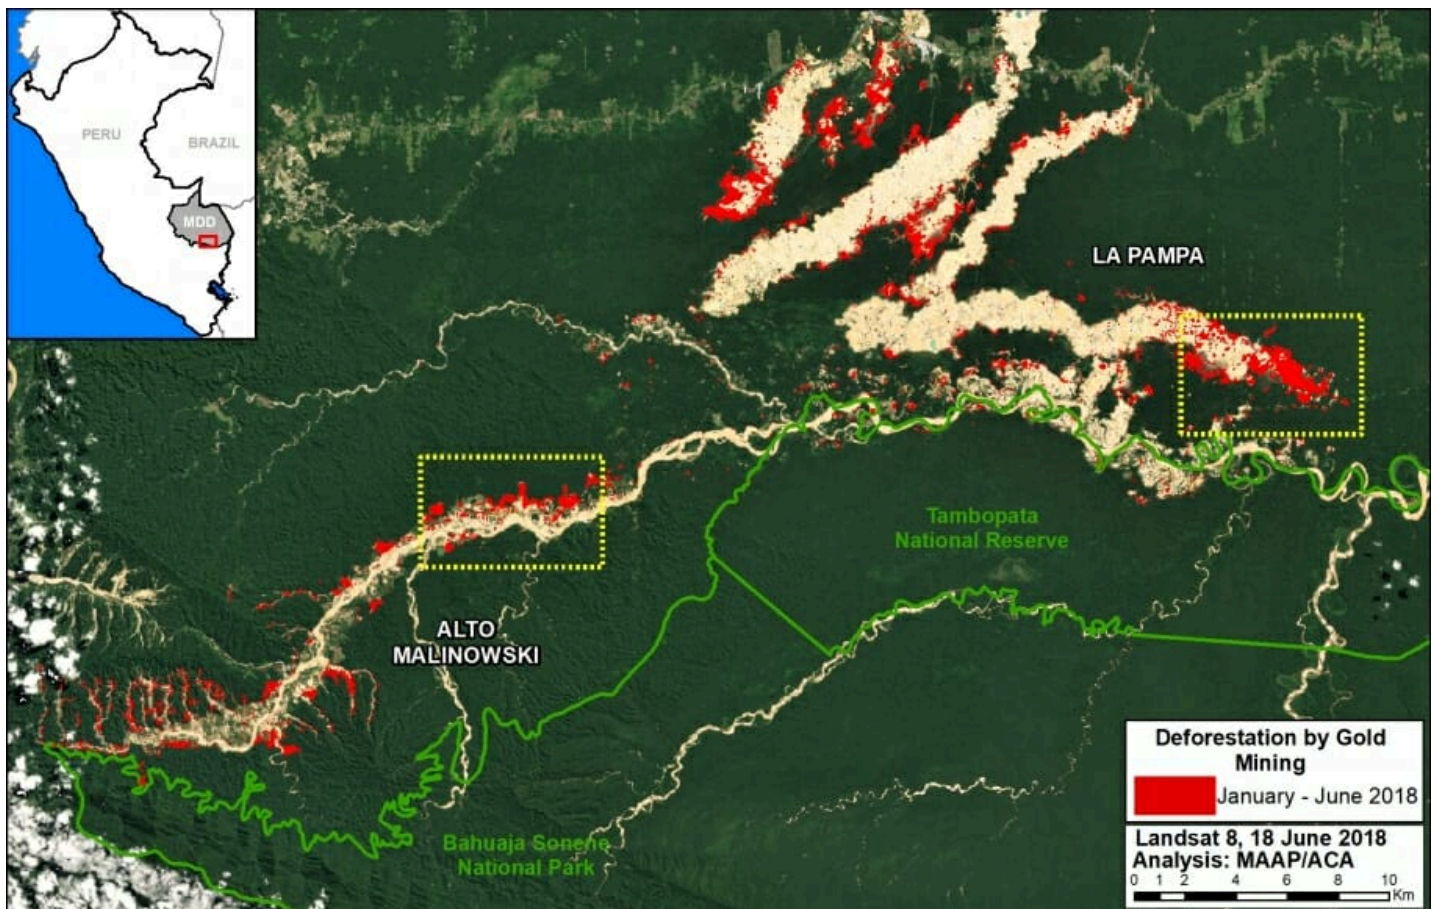 PERU
BRAZIL
MDD
LA PAMPA
Tambopata
National Reserve
ALTO
MALINOWSKI
Bahuaja Sonene
National Park
Deforestation by Gold
Mining
January - June 2018
Landsat 8, 18 June 2018
Analysis: MAAP/ACA
0 1 2 4 6 8 10
Km